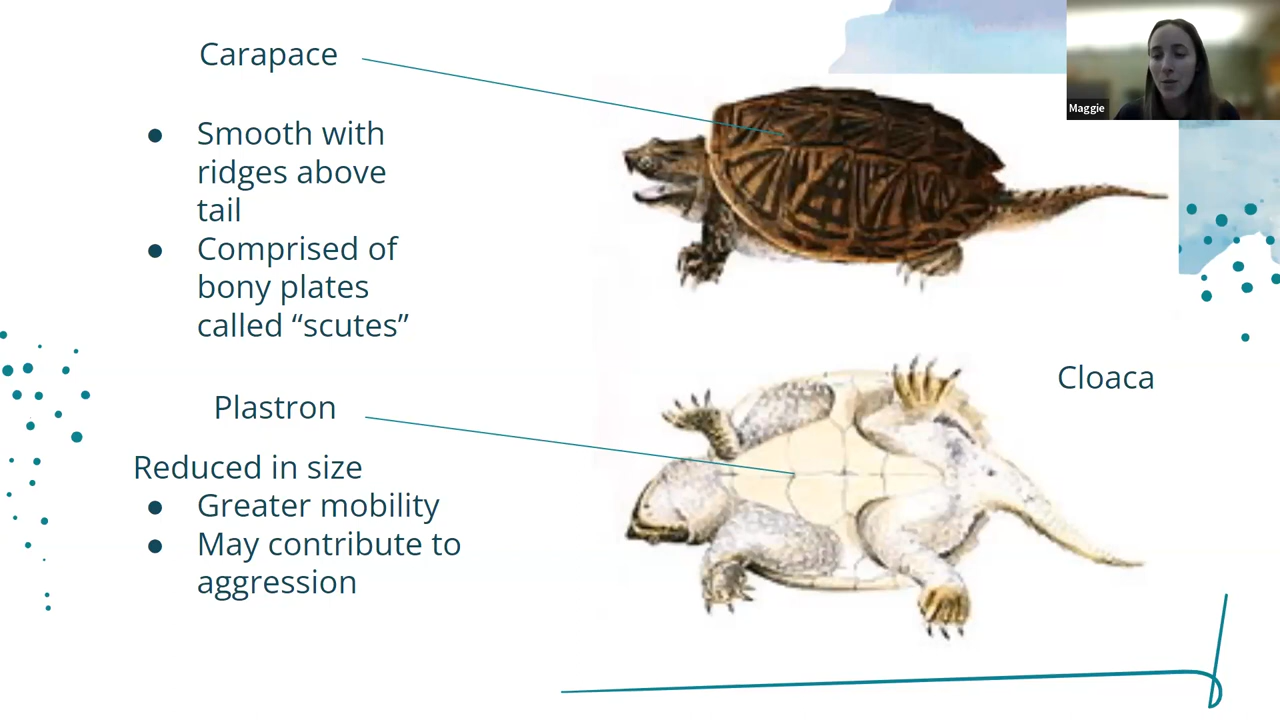 Carapace
● Smooth with
ridges above
tail
● Comprised of
bony plates
called “scutes”
Plastron
Reduced in size
● Greater mobility
● May contribute to
aggression
Cloaca
Maggie